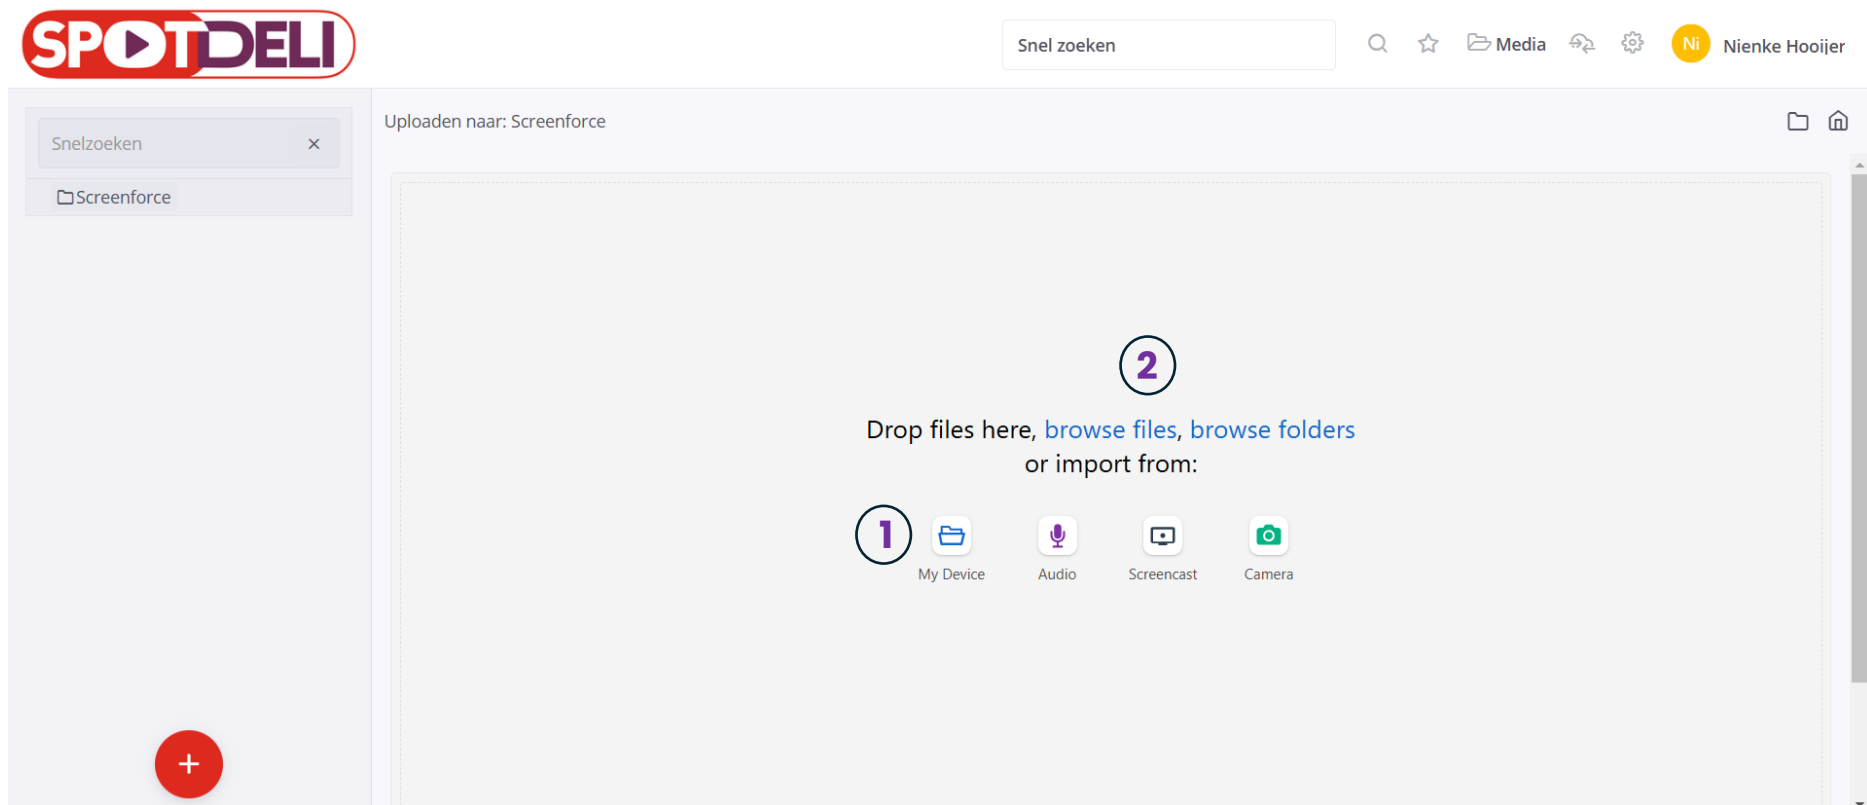 SPOTDELI
Snel zoeken
Media
Ni
Nienke Hooijer
Snelzoeken
Screenforce
Uploaden naar: Screenforce
2
Drop files here, browse files, browse folders
or import from:
1
My Device
Audio
Screencast
Camera